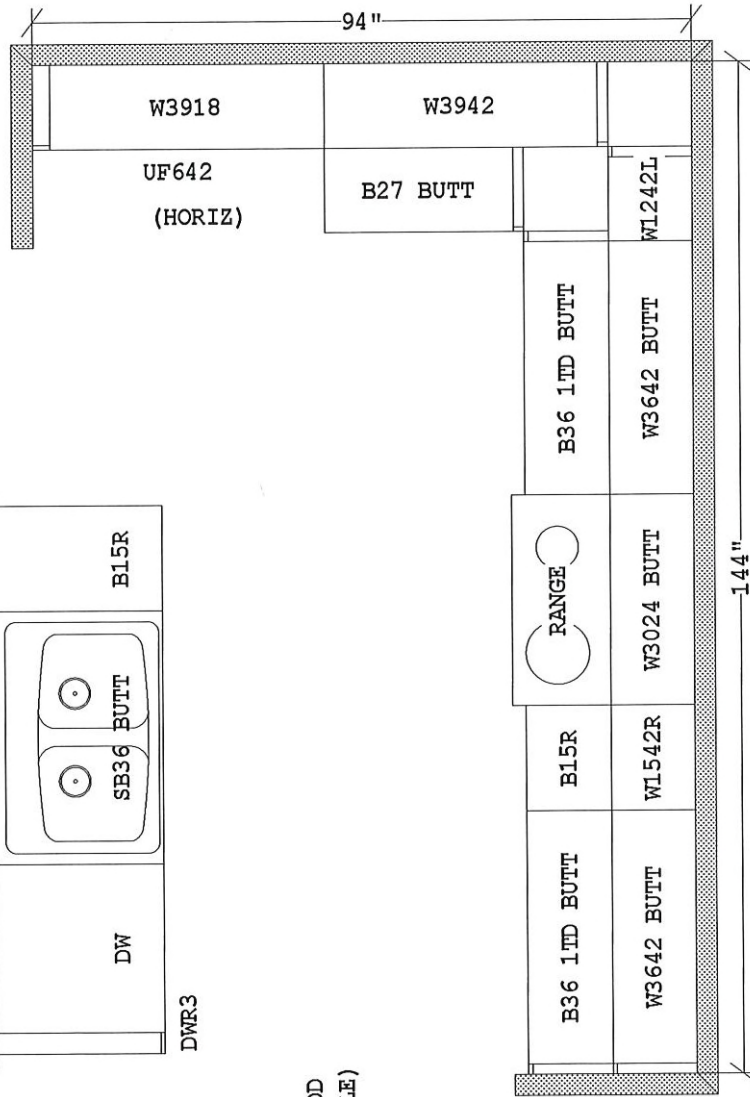 94"
W3918
W3942
UF642
(HORIZ)
B27 BUTT
W1242L
B36 1TD BUTT
W3642 BUTT
RANGE
W3024 BUTT
144"
B15R
SB36 BUTT
DW
DWR3
B15R
W1542R
B36 1TD BUTT
W3642 BUTT